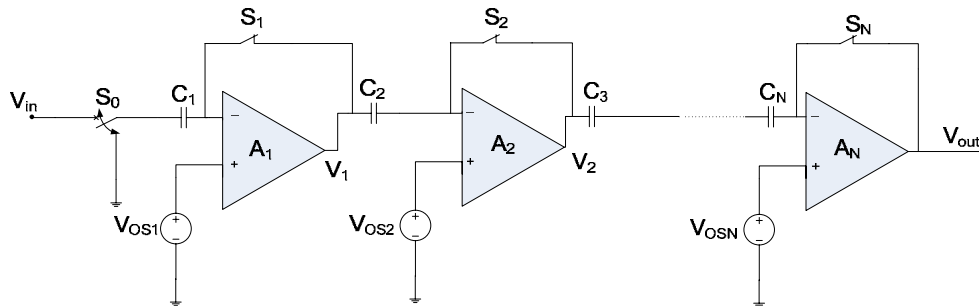 S1
S2
SN
Vin
S0
C1
C2
C3
CN
−
−
−
A1
A2
AN
Vout
+
+
+
V1
V2
VOS1
+
−
VOS2
+
−
VOSN
+
−